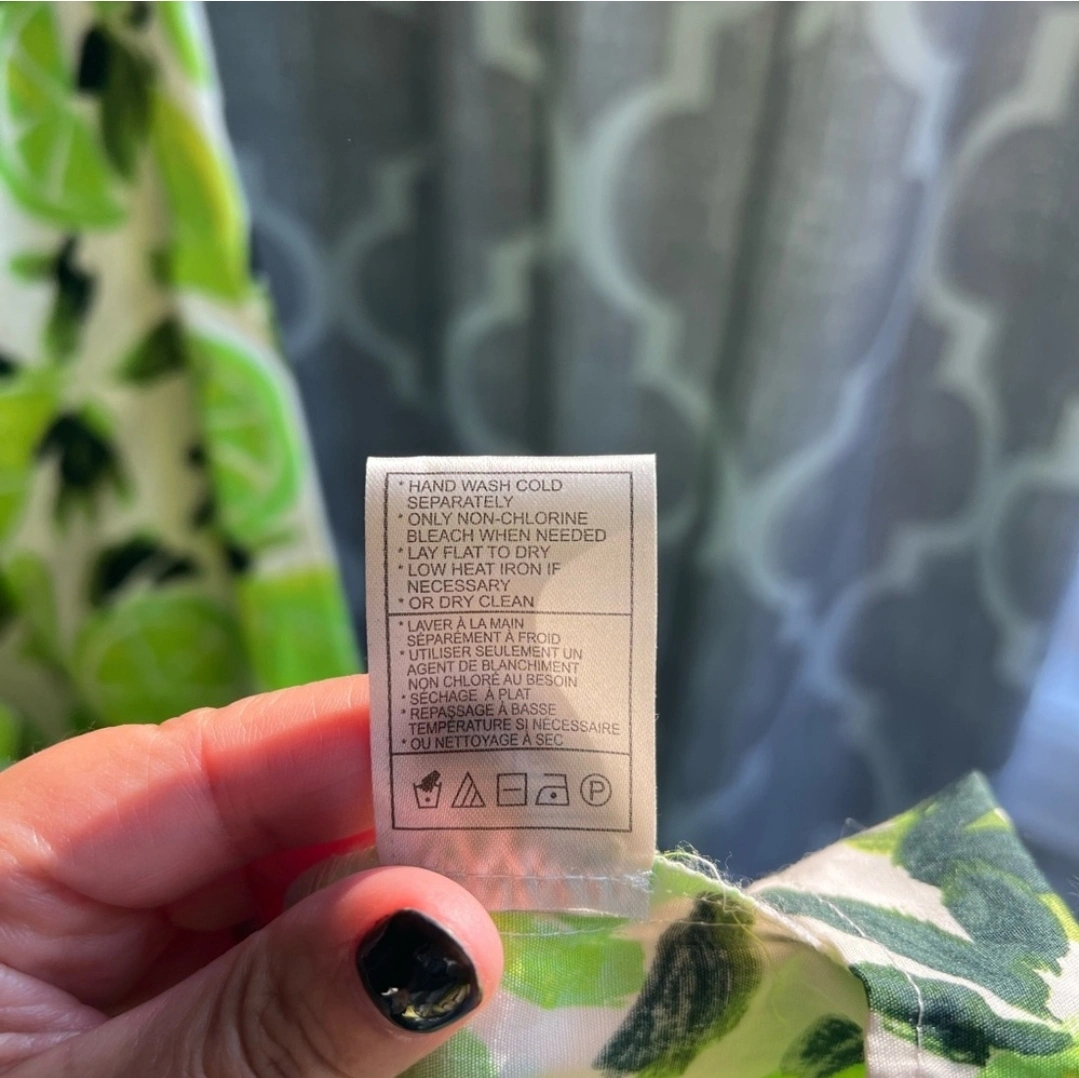 * HAND WASH COLD
SEPARATELY
* ONLY NON-CHLORINE
BLEACH WHEN NEEDED
* LAY FLAT TO DRY
* LOW HEAT IRON IF
NECESSARY
* OR DRY CLEAN
* LAVER À LA MAIN
SÉPARÉMENT À FROID
* UTILISER SEULEMENT UN
AGENT DE BLANCHIMENT
NON CHLORÉ AU BESOIN
* SÉCHAGE À PLAT
* REPASSAGE À BASSE
TEMPÉRATURE SI NÉCESSAIRE
* OU NETTOYAGE À SEC
P